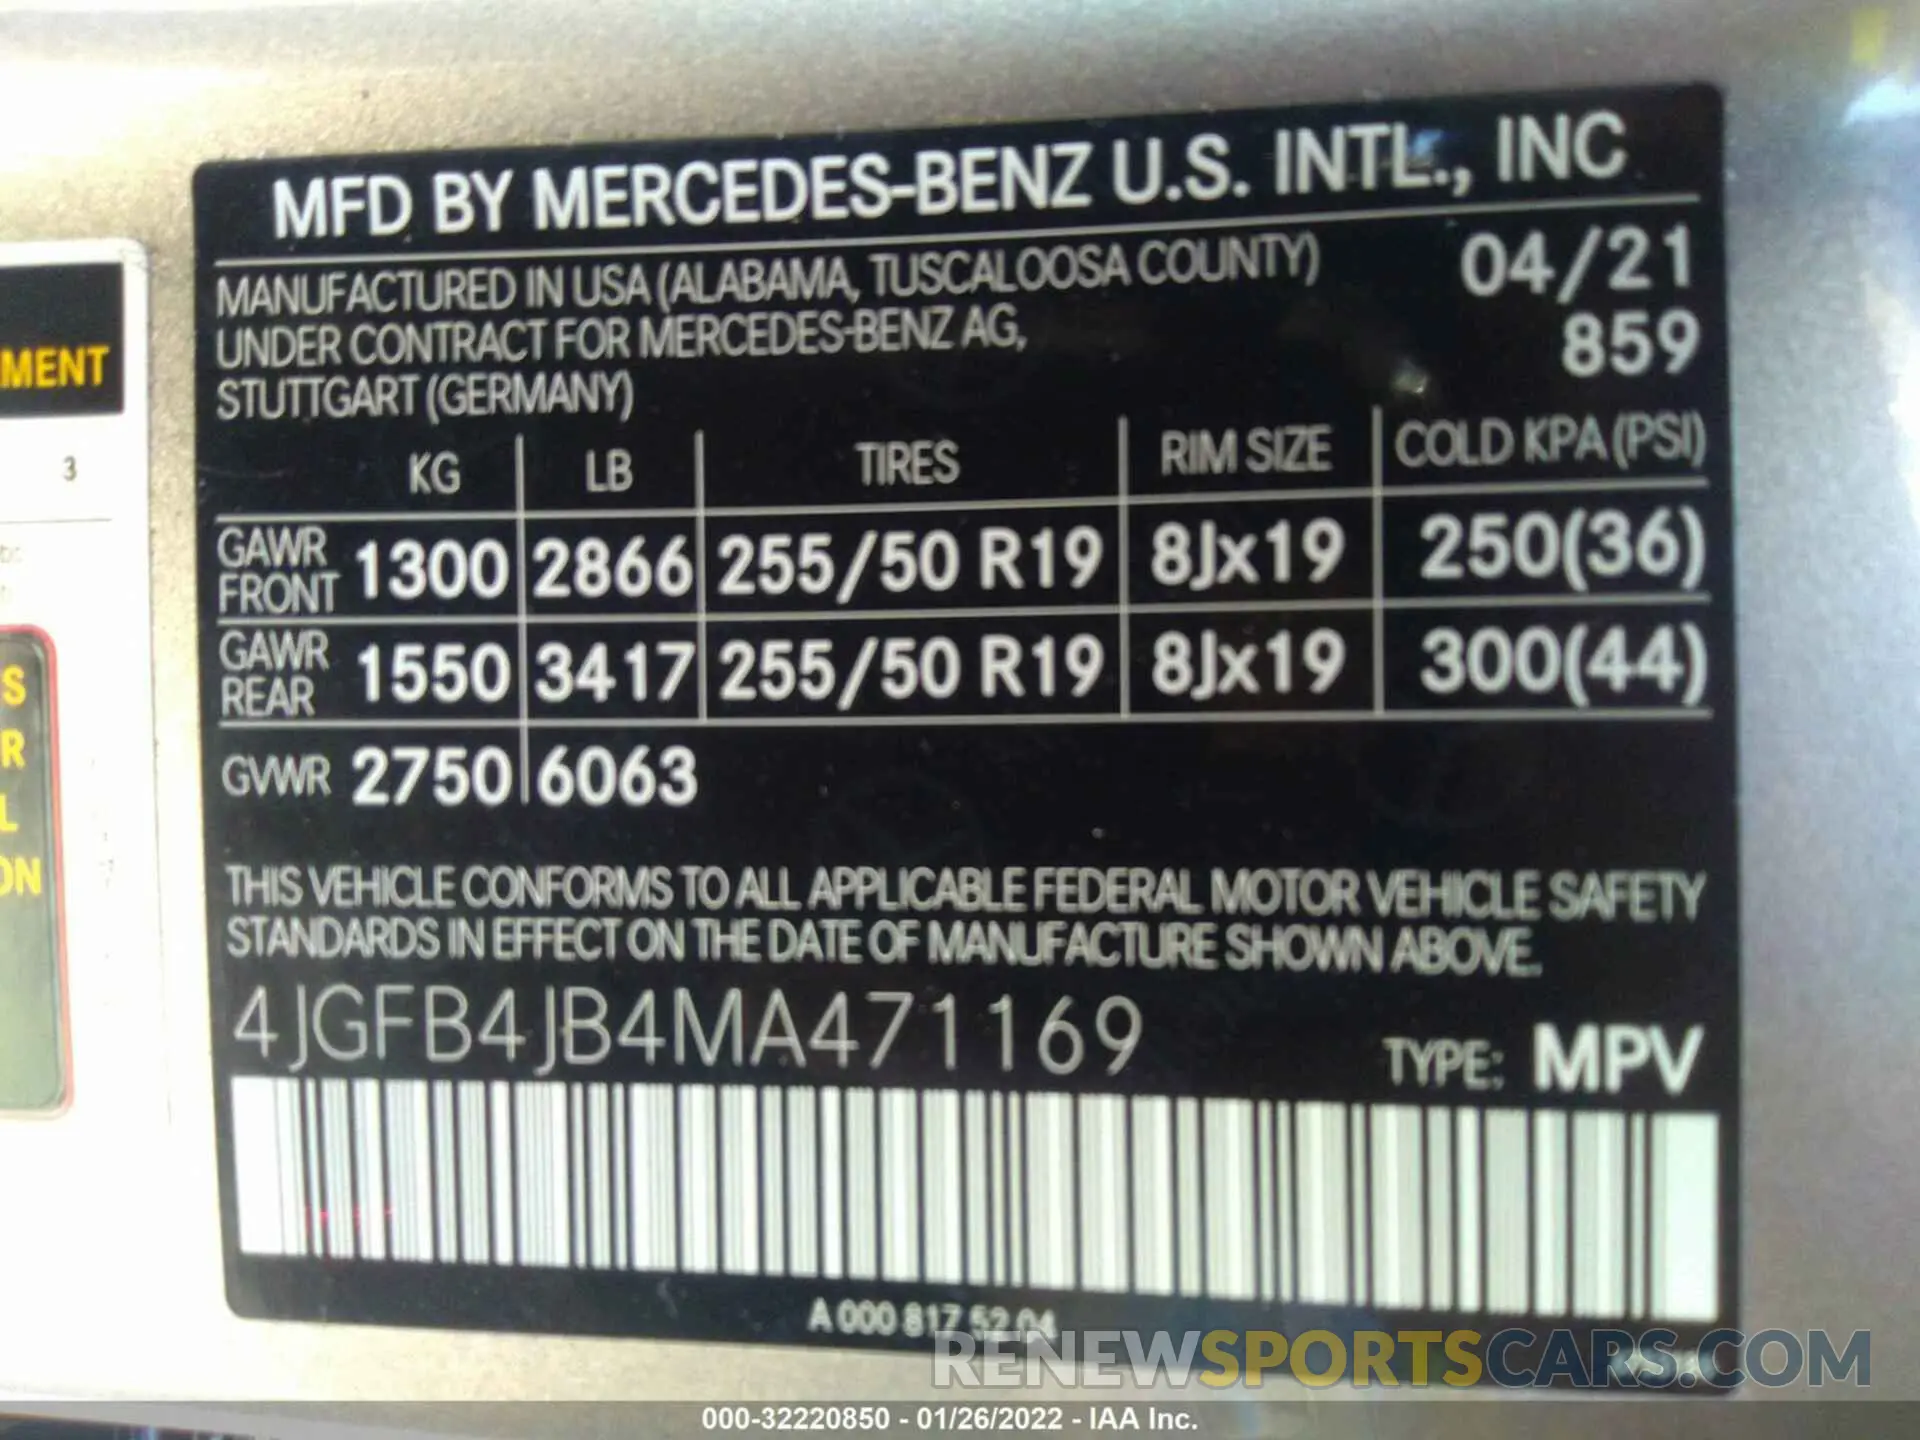 MFD BY MERCEDES-BENZ U.S. INTL., INC
MANUFACTURED IN USA (ALABAMA, TUSCALOOSA COUNTY) 04/21
UNDER CONTRACT FOR MERCEDES-BENZ AG, 859
STUTTGART (GERMANY)
KG LB TIRES RIM SIZE COLD KPA (PSI)
GAWR
FRONT 1300 2866 255/50 R19 8Jx19 250(36)
GAWR
REAR 1550 3417 255/50 R19 8Jx19 300(44)
GVWR 2750 6063
THIS VEHICLE CONFORMS TO ALL APPLICABLE FEDERAL MOTOR VEHICLE SAFETY
STANDARDS IN EFFECT ON THE DATE OF MANUFACTURE SHOWN ABOVE.
4JGFB4JB4MA471169 TYPE: MPV
A 000 817 52 04
MENT
3
S
R
L
ON
RENEWSPORTSCARS.COM
000-32220850 - 01/26/2022 - IAA Inc.